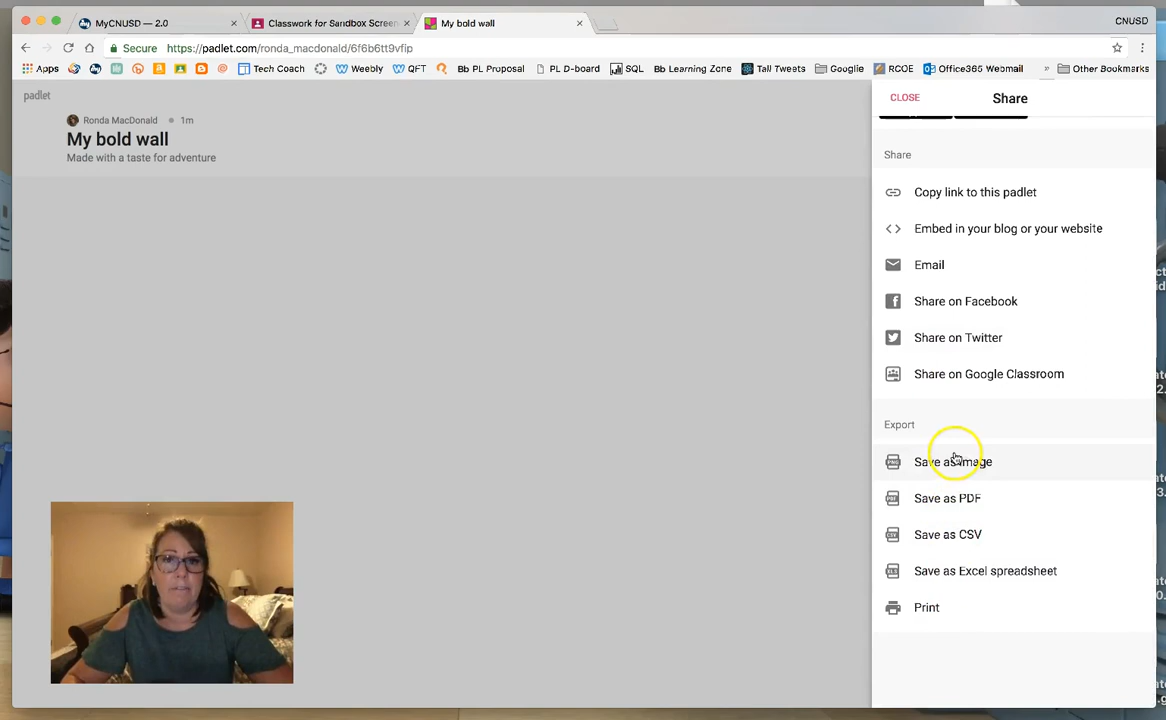 MyCNUSD — 2.0
Classwork for Sandbox Screen
My bold wall
CNUSD
Secure
https://padlet.com/ronda_macdonald/6f6b6tt9vfip
Apps
Tech Coach
Weebly
QFT
SQL
Bb PL Proposal
PL D-board
Bb Learning Zone
Tall Tweets
Googlie
RCOE
Office365 Webmail
»
Other Bookmarks
padlet
Ronda MacDonald • 1m
My bold wall
Made with a taste for adventure
CLOSE
Share
Share
Copy link to this padlet
Embed in your blog or your website
Email
Share on Facebook
Share on Twitter
Share on Google Classroom
Export
Save as image
Save as PDF
Save as CSV
Save as Excel spreadsheet
Print